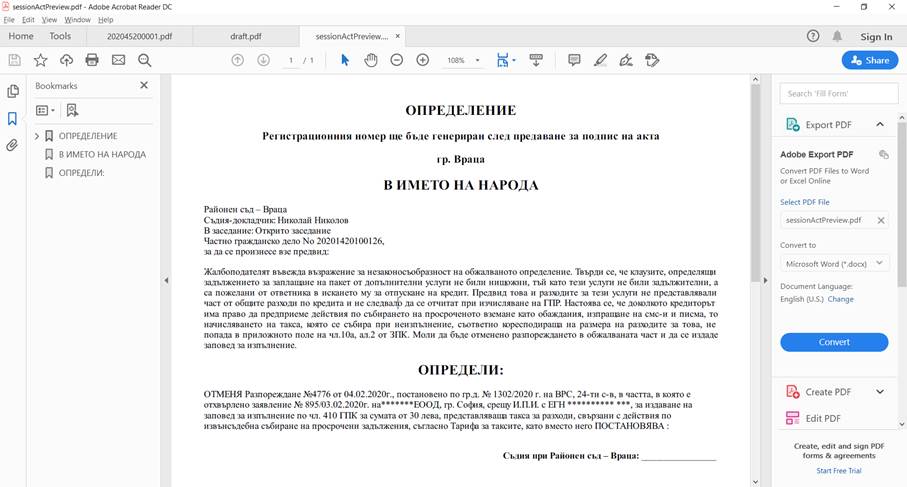 sessionActPreview.pdf - Adobe Acrobat Reader DC
File Edit View Window Help
Home Tools 202045200001.pdf draft.pdf sessionActPreview.... × Sign In
1 / 1 108% Share
Bookmarks
ОПРЕДЕЛЕНИЕ
В ИМЕТО НА НАРОДА
ОПРЕДЕЛИ:
ОПРЕДЕЛЕНИЕ
Регистрационния номер ще бъде генериран след предаване за подпис на акта
гр. Враца
В ИМЕТО НА НАРОДА
Районен съд – Враца
Съдия-докладчик: Николай Николов
В заседание: Открито заседание
Частно гражданско дело No 20201420100126,
за да се произнесе взе предвид:
Жалбоподателят въвежда възражение за незаконосъобразност на обжалваното определение. Твърди се, че клаузите, определящи
задължението за заплащане на пакет от допълнителни услуги не били нищожни, тъй като тези услуги не били задължителни, а
са пожелани от ответника в искането му за отпускане на кредит. Предвид това и разходите за тези услуги не представлявали
част от общите разходи по кредита и не следвало да се отчитат при изчисляване на ГПР. Настоява се, че доколкото кредиторът
има право да предприеме действия по събирането на просроченото вземане като обаждания, изпращане на смс-и и писма, то
начисляването на такса, която се събира при неизпълнение, съответно кореспондираща на размера на разходите за това, не
попада в приложното поле на чл.10а, ал.2 от ЗПК. Моли да бъде отменено разпореждането в обжалваната част и да се издаде
заповед за изпълнение.
ОПРЕДЕЛИ:
ОТМЕНЯ Разпореждане №4776 от 04.02.2020г., постановено по гр.д. № 1302/2020 г. на ВРС, 24-ти с-в, в частта, в която е
отхвърлено заявление № 895/03.02.2020г. на*******ЕООД, гр. София, срещу И.П.И. с ЕГН ********** ***, за издаване на
заповед за изпълнение по чл. 410 ГПК за сумата от 30 лева, представляваща такса за разходи, свързани с действия по
извънсъдебна събиране на просрочени задължения, съгласно Тарифа за таксите, като вместо него ПОСТАНОВЯВА :
Съдия при Районен съд – Враца: _________________
Search 'Fill Form'
Export PDF
Adobe Export PDF
Convert PDF Files to Word
or Excel Online
Select PDF File
sessionActPreview.pdf
Convert to
Microsoft Word (*.docx)
Document Language:
English (U.S.) Change
Convert
Create PDF
Edit PDF
Create, edit and sign PDF
forms & agreements
Start Free Trial